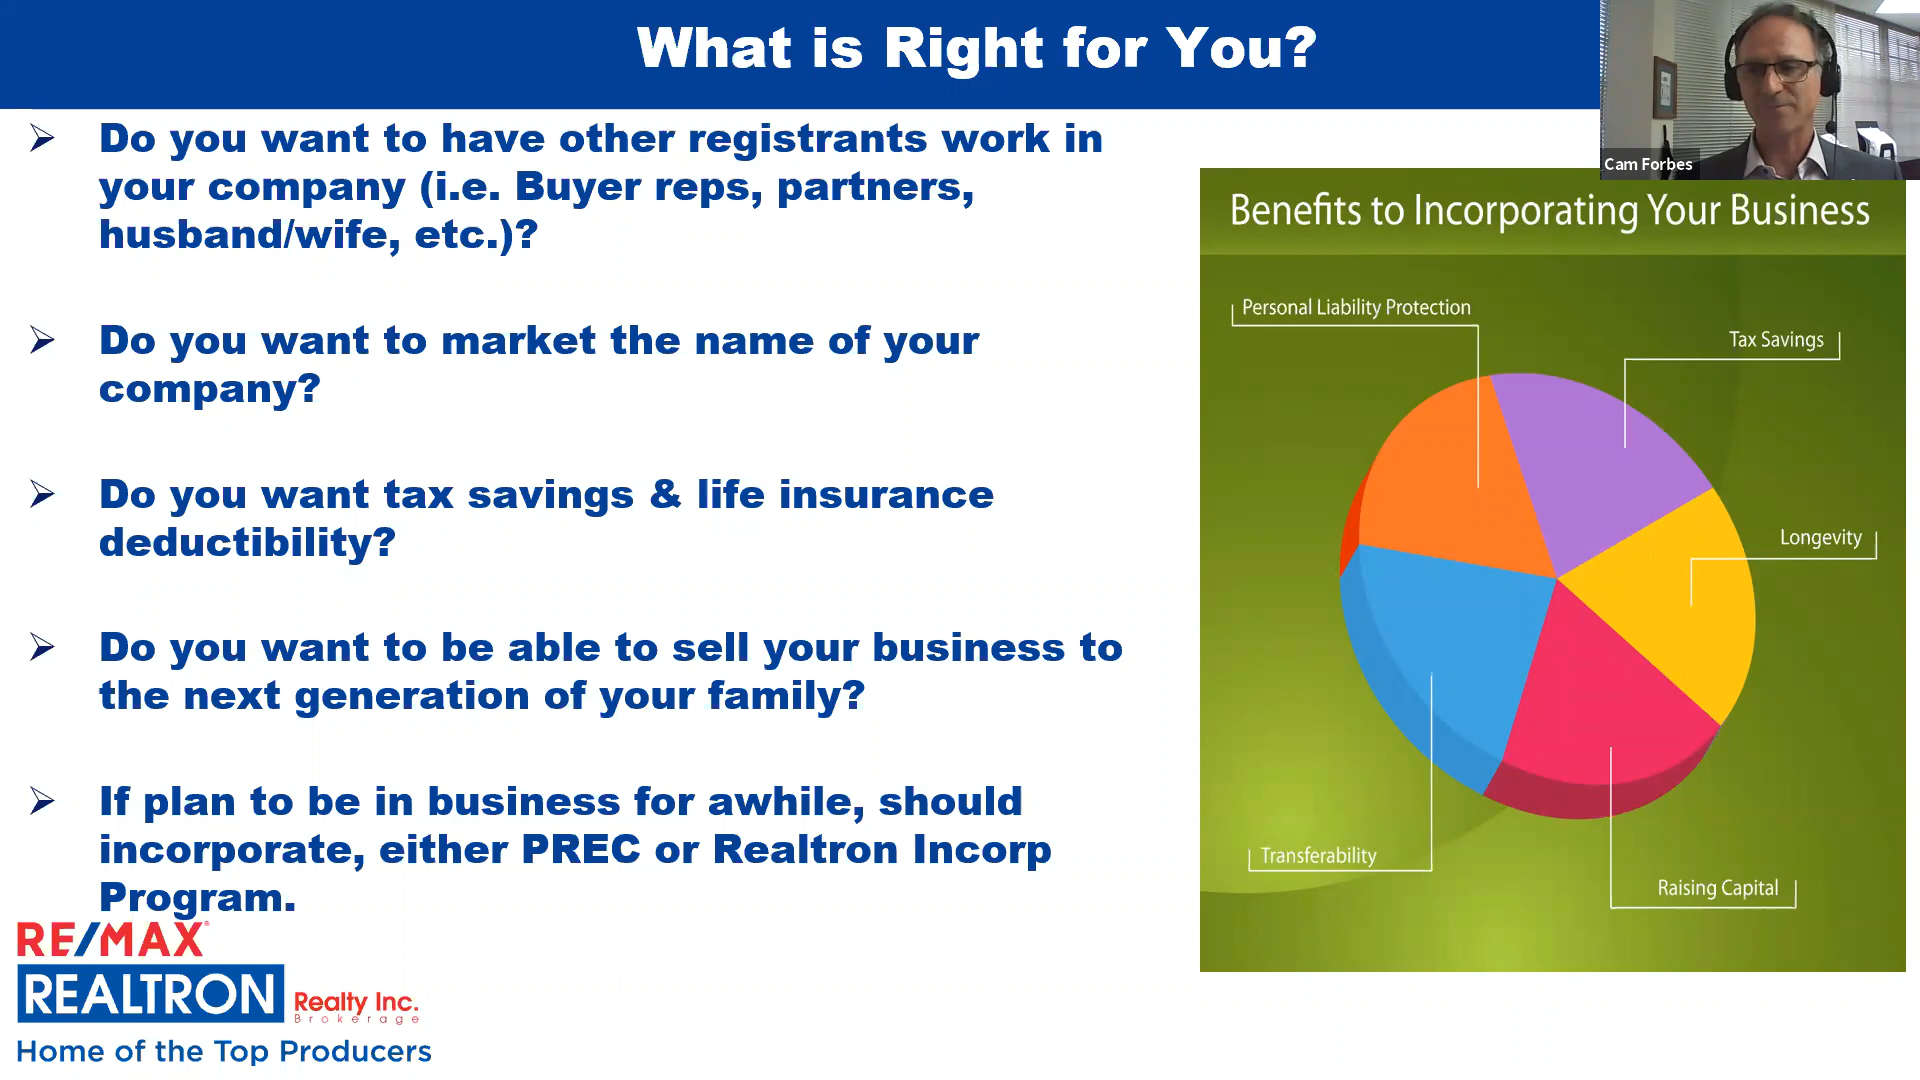 What is Right for You?
Cam Forbes
Do you want to have other registrants work in
your company (i.e. Buyer reps, partners,
husband/wife, etc.)?
Do you want to market the name of your
company?
Do you want tax savings & life insurance
deductibility?
Do you want to be able to sell your business to
the next generation of your family?
If plan to be in business for awhile, should
incorporate, either PREC or Realtron Incorp
Program.
Benefits to Incorporating Your Business
Personal Liability Protection
Tax Savings
Longevity
Transferability
Raising Capital
RE/MAX
REALTRON Realty Inc.
Brokerage
Home of the Top Producers